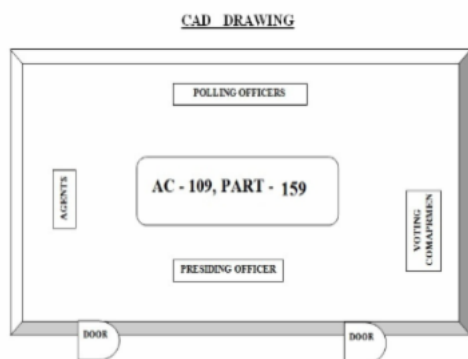 CAD DRAWING
POLLING OFFICERS
AC - 109, PART - 159
AGENTS
VOTING
COMAPRMEN
PRESIDING OFFICER
DOOR
DOOR